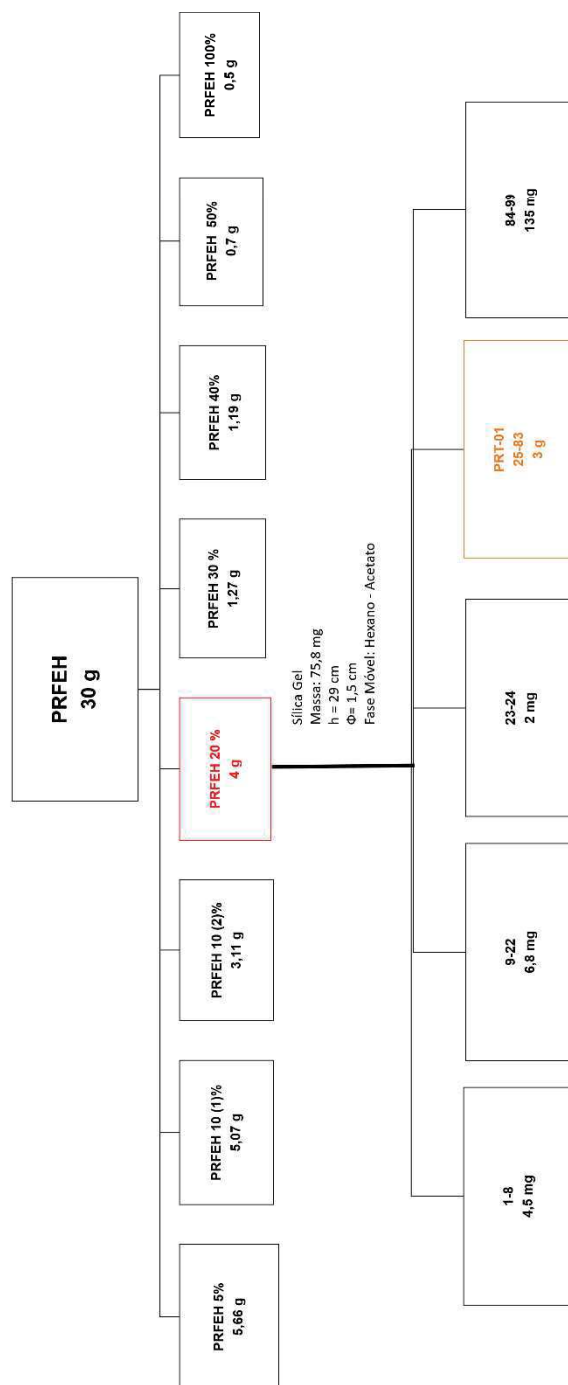 PRFEH
30 g
PRFEH 5%
5,66 g
PRFEH 10 (1)%
5,07 g
PRFEH 10 (2)%
3,11 g
PRFEH 20 %
4 g
PRFEH 30 %
1,27 g
PRFEH 40%
1,19 g
PRFEH 50%
0,7 g
PRFEH 100%
0,5 g
Sílica Gel
Massa: 75,8 mg
h = 29 cm
Φ= 1,5 cm
Fase Móvel: Hexano - Acetato
1-8
4,5 mg
9-22
6,8 mg
23-24
2 mg
PRT-01
25-83
3 g
84-99
135 mg